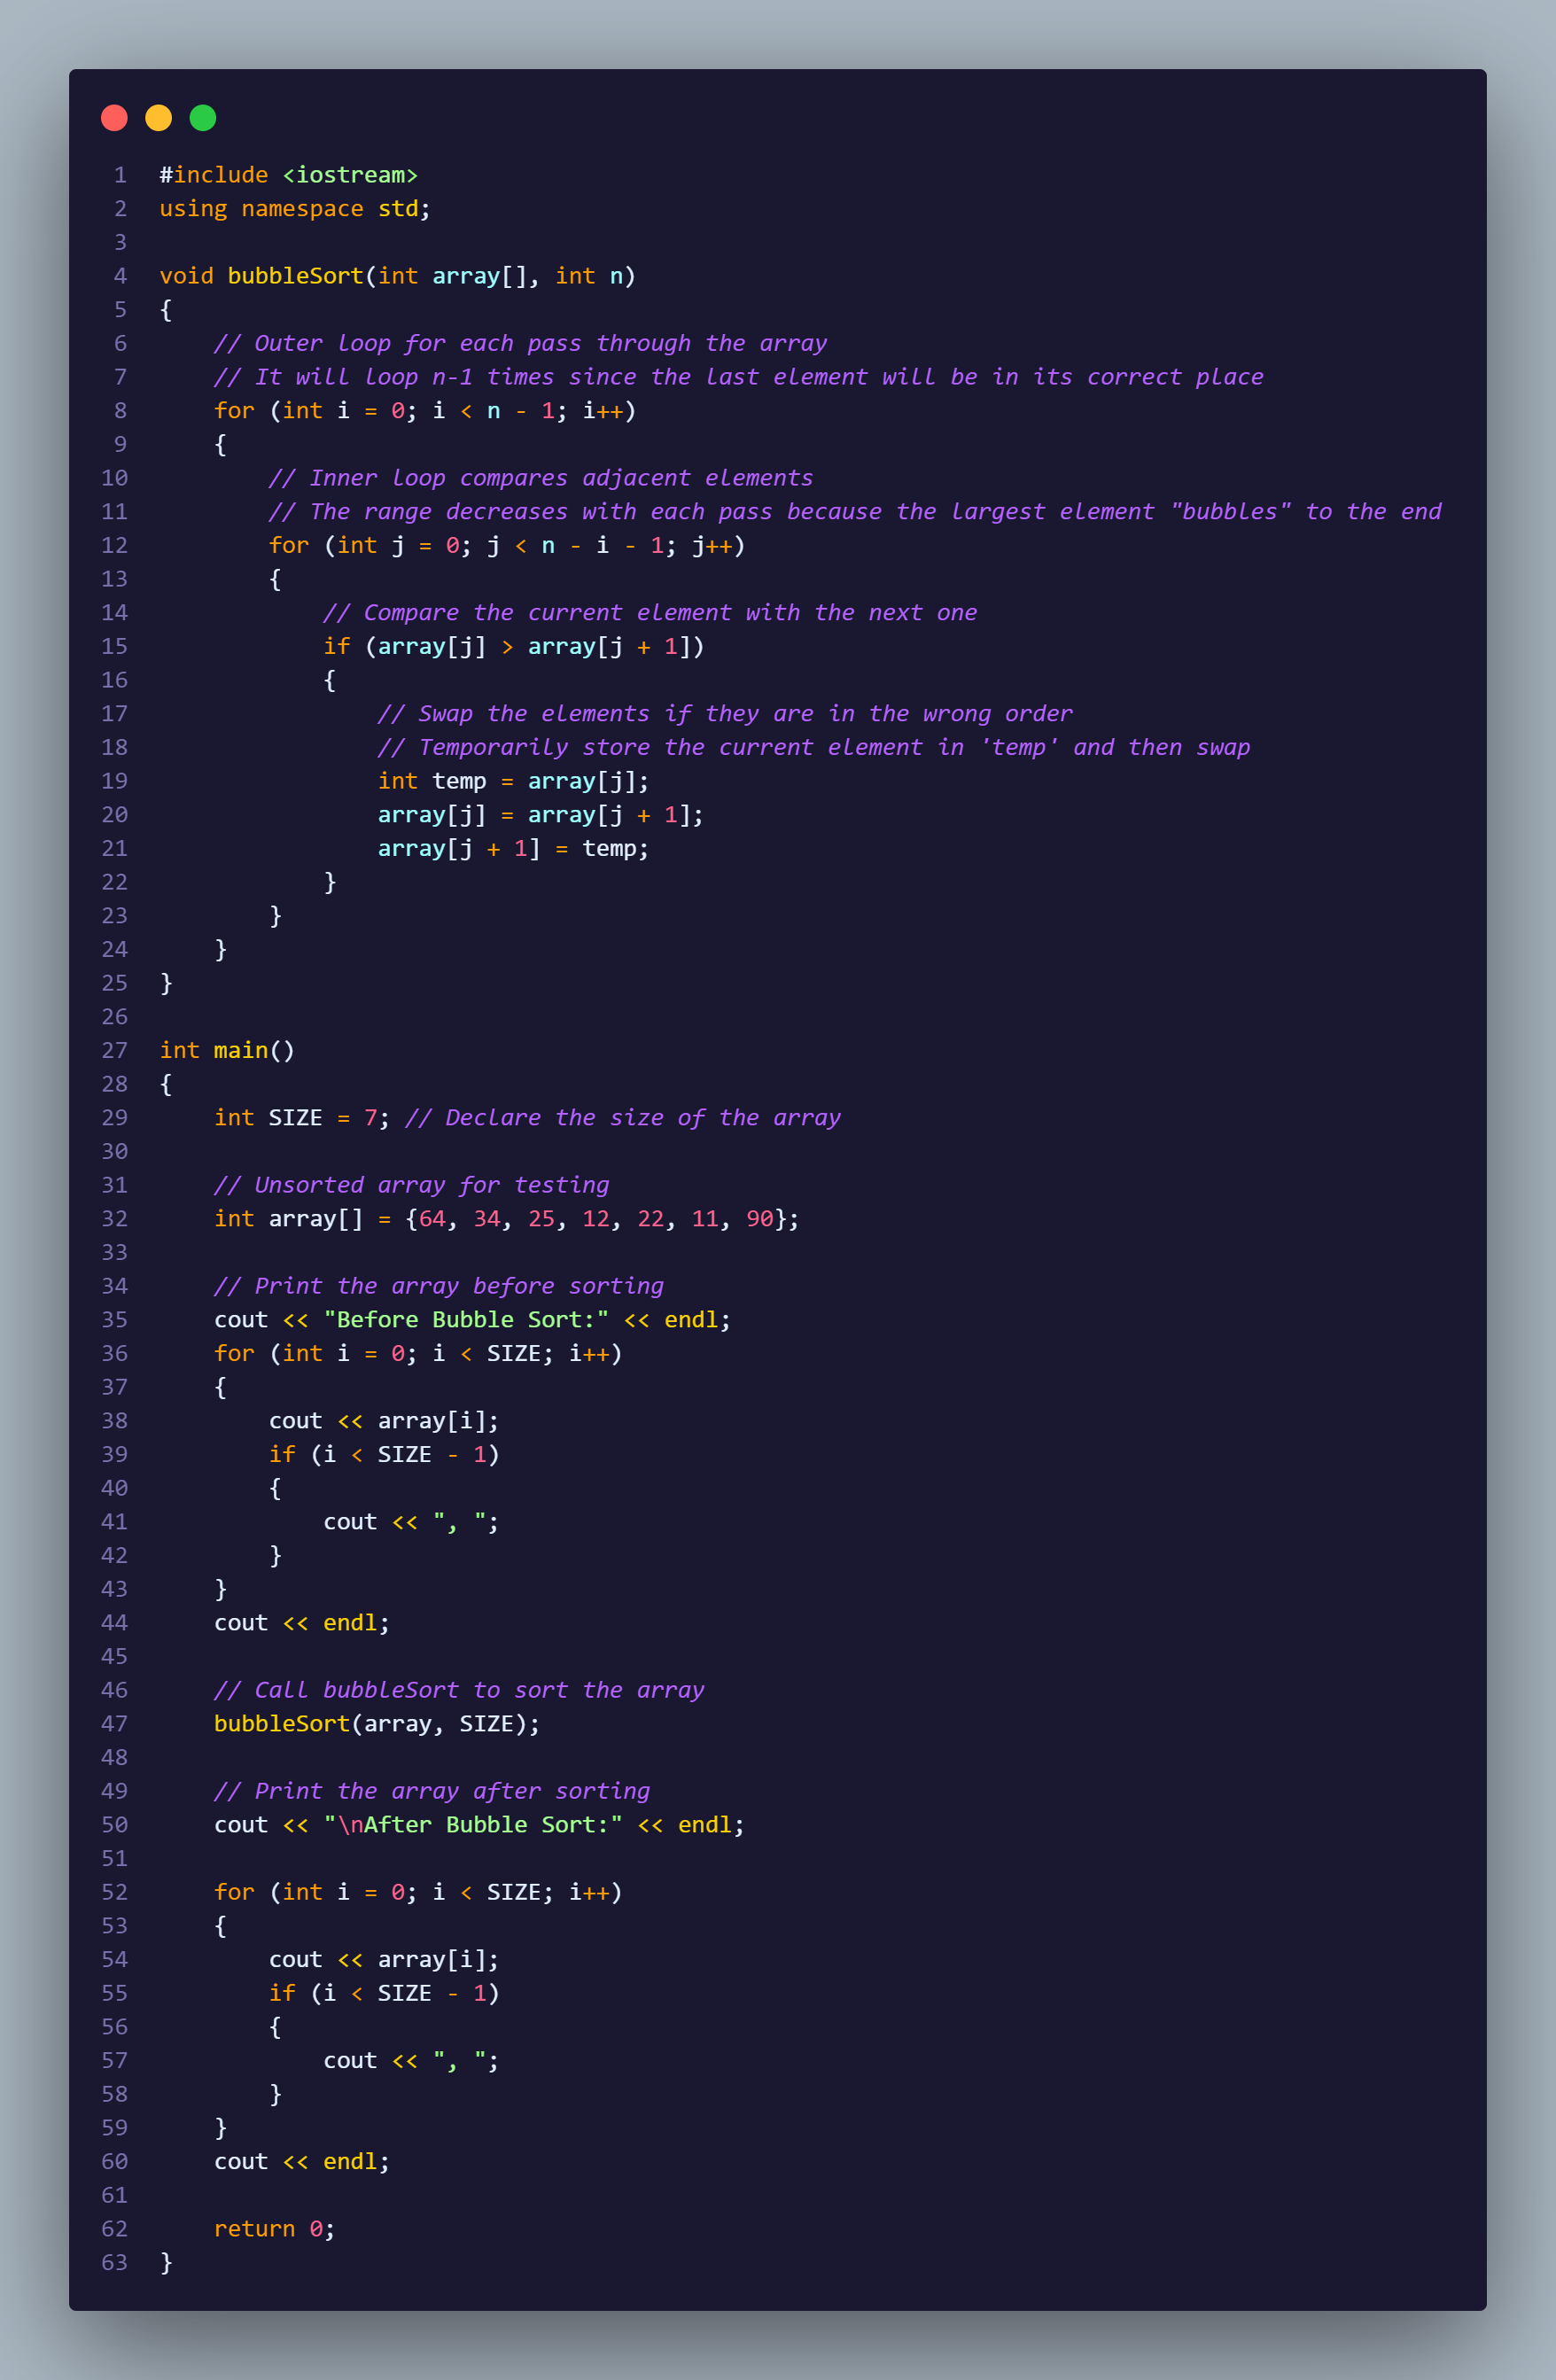 1 #include <iostream>
2 using namespace std;
3
4 void bubbleSort(int array[], int n)
5 {
6     // Outer loop for each pass through the array
7     // It will loop n-1 times since the last element will be in its correct place
8     for (int i = 0; i < n - 1; i++)
9     {
10         // Inner loop compares adjacent elements
11         // The range decreases with each pass because the largest element "bubbles" to the end
12         for (int j = 0; j < n - i - 1; j++)
13         {
14             // Compare the current element with the next one
15             if (array[j] > array[j + 1])
16             {
17                 // Swap the elements if they are in the wrong order
18                 // Temporarily store the current element in 'temp' and then swap
19                 int temp = array[j];
20                 array[j] = array[j + 1];
21                 array[j + 1] = temp;
22             }
23         }
24     }
25 }
26
27 int main()
28 {
29     int SIZE = 7; // Declare the size of the array
30
31     // Unsorted array for testing
32     int array[] = {64, 34, 25, 12, 22, 11, 90};
33
34     // Print the array before sorting
35     cout << "Before Bubble Sort:" << endl;
36     for (int i = 0; i < SIZE; i++)
37     {
38         cout << array[i];
39         if (i < SIZE - 1)
40         {
41             cout << ", ";
42         }
43     }
44     cout << endl;
45
46     // Call bubbleSort to sort the array
47     bubbleSort(array, SIZE);
48
49     // Print the array after sorting
50     cout << "\nAfter Bubble Sort:" << endl;
51
52     for (int i = 0; i < SIZE; i++)
53     {
54         cout << array[i];
55         if (i < SIZE - 1)
56         {
57             cout << ", ";
58         }
59     }
60     cout << endl;
61
62     return 0;
63 }